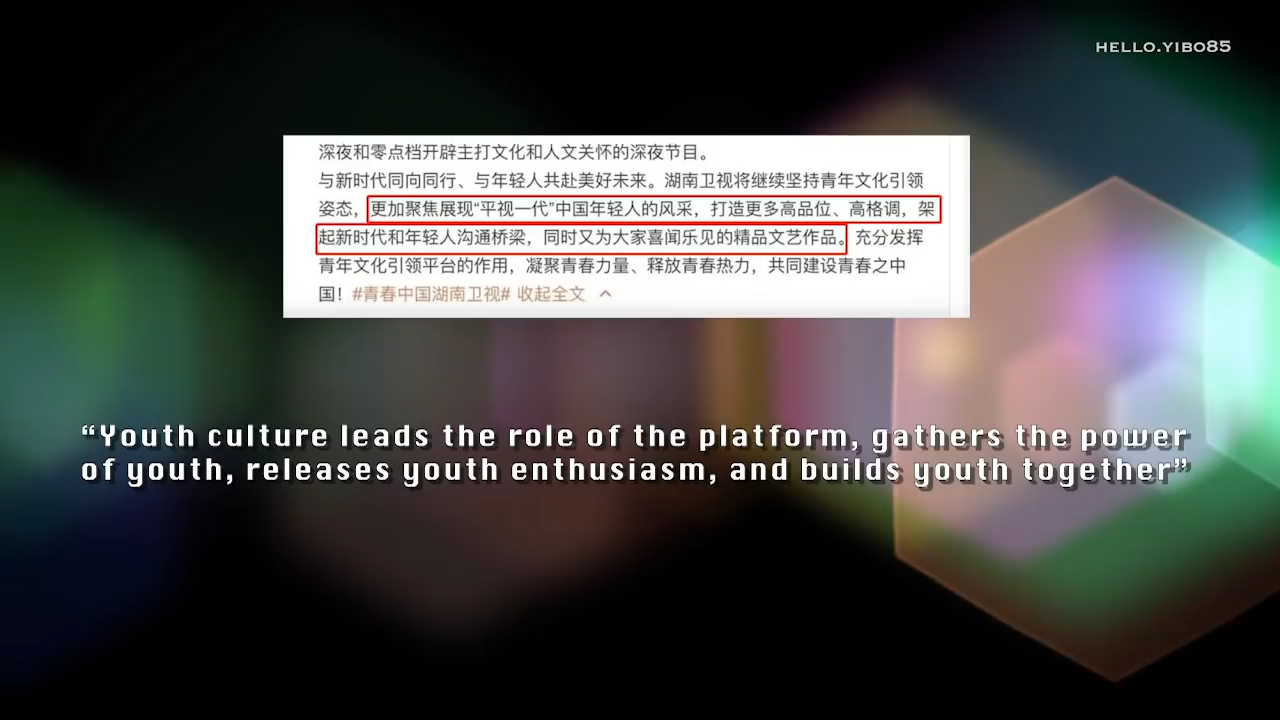 HELLO.YIBO85
深夜和零点档开辟主打文化和人文关怀的深夜节目。
与新时代同向同行、与年轻人共赴美好未来。湖南卫视将继续坚持青年文化引领
姿态，更加聚焦展现“平视一代”中国年轻人的风采，打造更多高品位、高格调，架
起新时代和年轻人沟通桥梁，同时又为大家喜闻乐见的精品文艺作品。充分发挥
青年文化引领平台的作用，凝聚青春力量、释放青春热力，共同建设青春之中
国！#青春中国湖南卫视# 收起全文
“Youth culture leads the role of the platform, gathers the power
of youth, releases youth enthusiasm, and builds youth together”